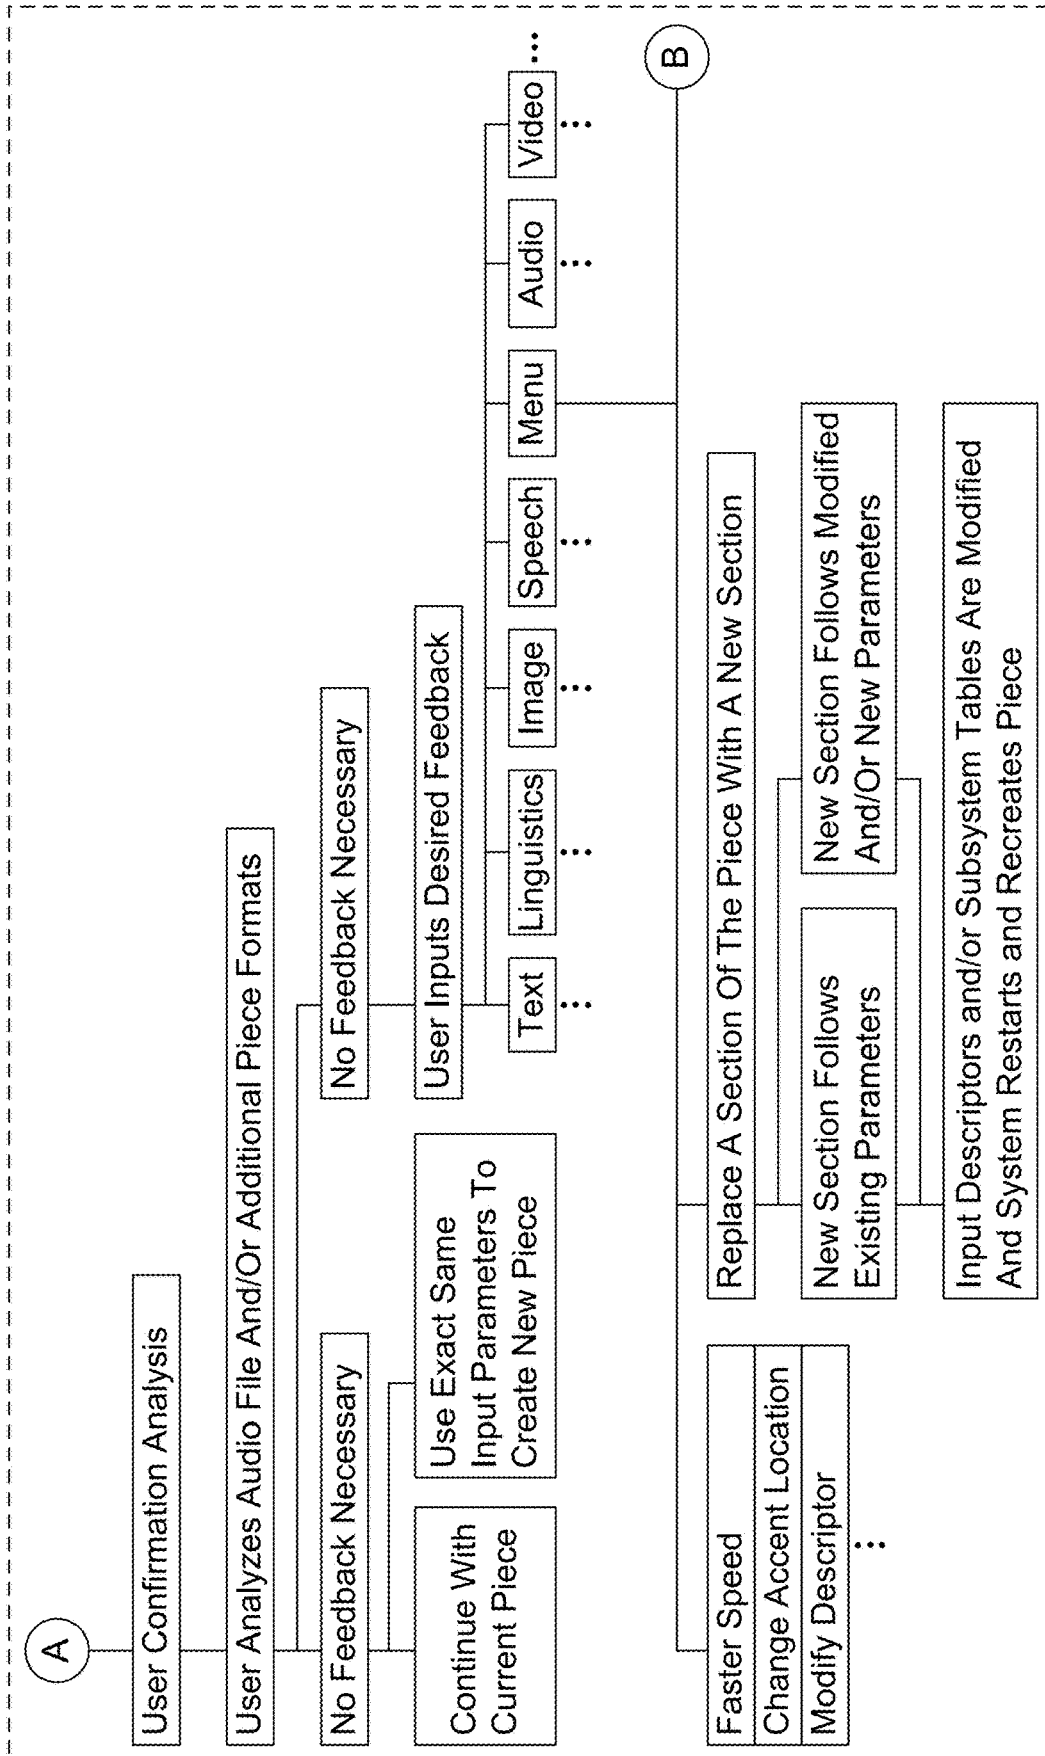 A
User Confirmation Analysis
User Analyzes Audio File And/Or Additional Piece Formats
No Feedback Necessary
No Feedback Necessary
Continue With
Current Piece
Use Exact Same
Input Parameters To
Create New Piece
User Inputs Desired Feedback
Text
...
Linguistics
...
Image
...
Speech
...
Menu
Audio
...
Video
...
...
B
Faster Speed
Change Accent Location
Modify Descriptor
...
Replace A Section Of The Piece With A New Section
New Section Follows
Existing Parameters
New Section Follows Modified
And/Or New Parameters
Input Descriptors and/or Subsystem Tables Are Modified
And System Restarts and Recreates Piece